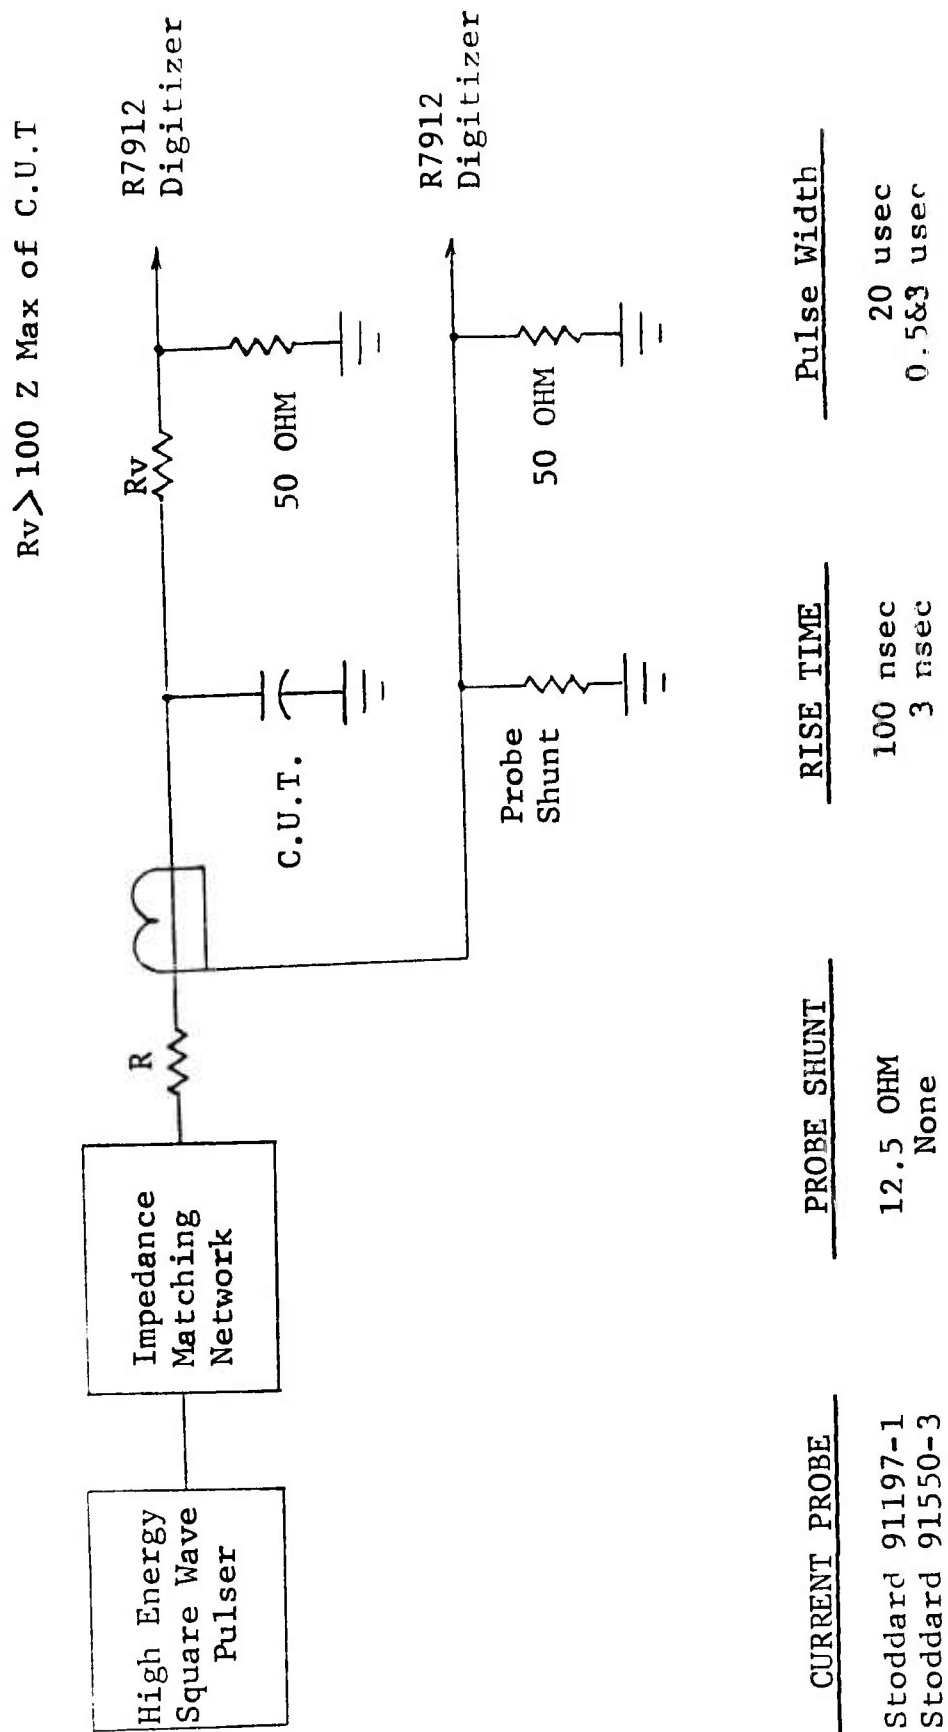 Rv>100 Z Max of C.U.T
High Energy
Square Wave
Pulser
Impedance
Matching
Network
R
C.U.T.
Rv
50 OHM
R7912
Digitizer
Probe
Shunt
50 OHM
R7912
Digitizer
CURRENT PROBE PROBE SHUNT RISE TIME Pulse Width
Stoddard 91197-1 12.5 OHM 100 nsec 20 usec
Stoddard 91550-3 None 3 nsec 0.5&3 usec